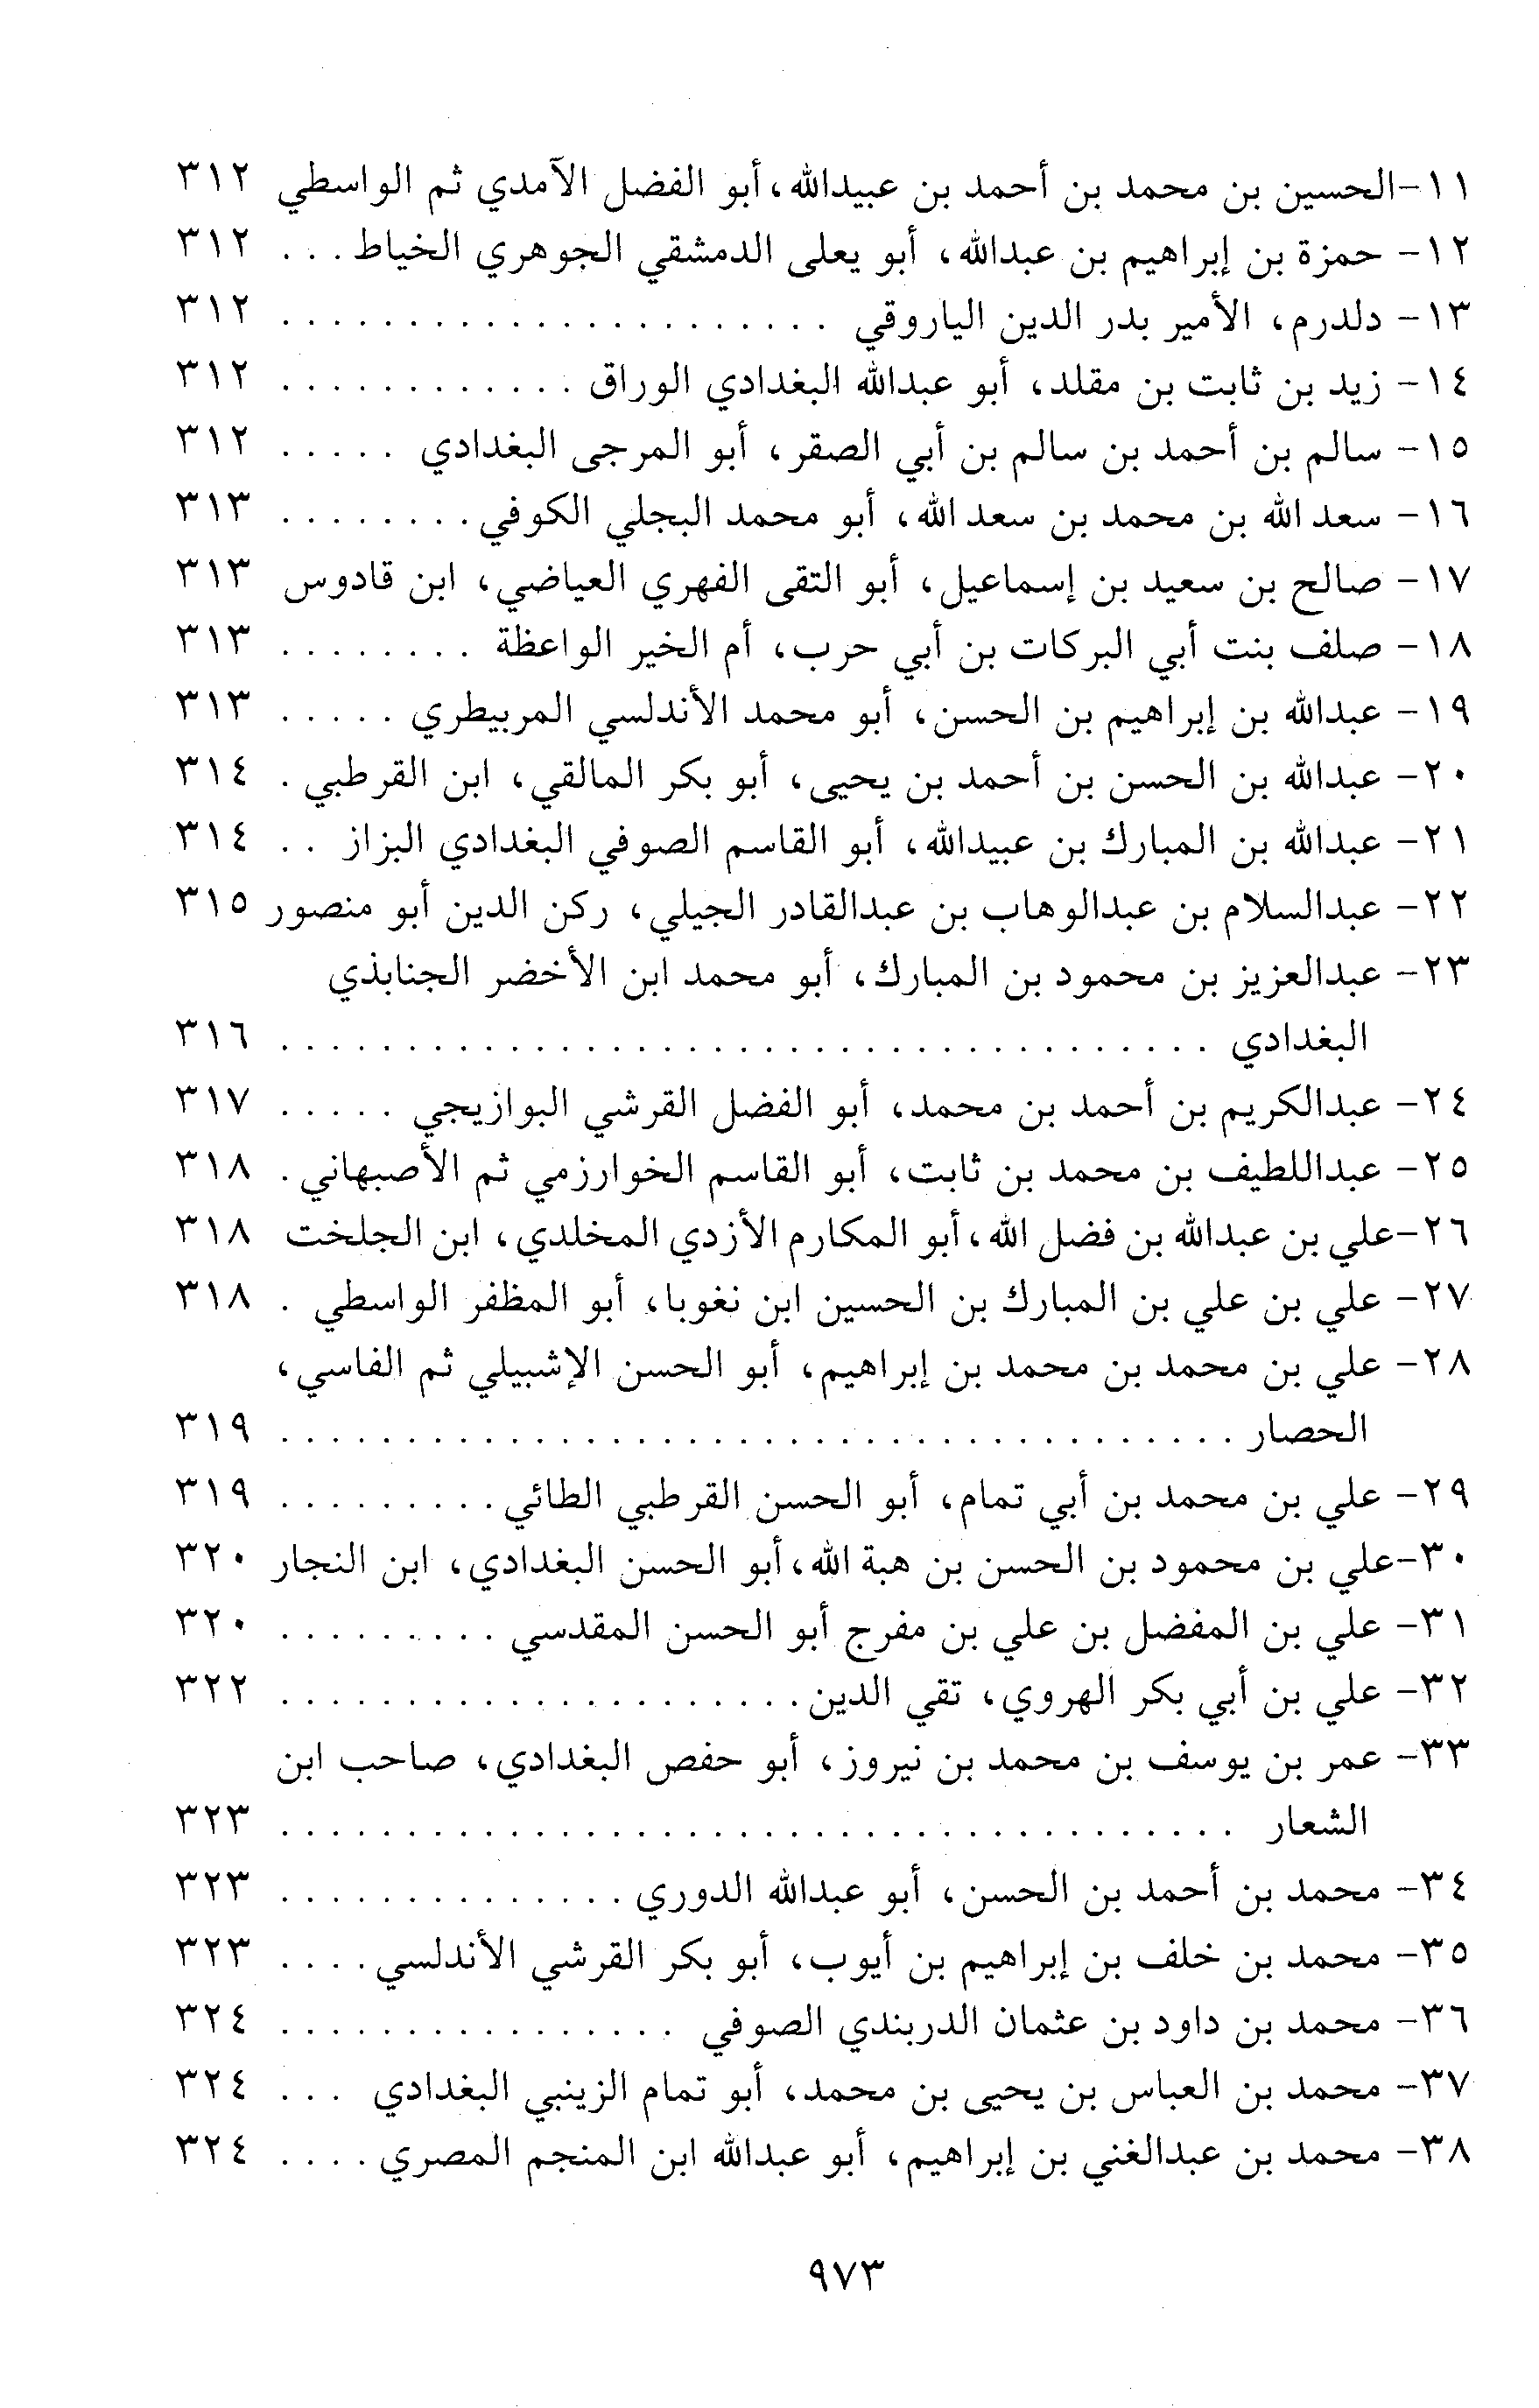 ١١-الحسين بن محمد بن أحمد بن عبيدالله،أبو الفضل الآمدي ثم الواسطي ٣١٢
١٢- حمزة بن إبراهيم بن عبدالله، أبو يعلى الدمشقي الجوهري الخياط . . . ٣١٢
١٣- دلدرم، الأمير بدر الدين الياروقي . . . . . . . . . . . . . . . . . . . . . . ٣١٢
١٤- زيد بن ثابت بن مقلد، أبو عبدالله البغدادي الوراق . . . . . . . . . . . . ٣١٢
١٥- سالم بن أحمد بن سالم بن أبي الصقر، أبو المرجى البغدادي . . . . . ٣١٢
١٦- سعد الله بن محمد بن سعد الله، أبو محمد البجلي الكوفي . . . . . . . . ٣١٣
١٧- صالح بن سعيد بن إسماعيل، أبو التقى الفهري العياضي، ابن قادوس ٣١٣
١٨- صلف بنت أبي البركات بن أبي حرب، أم الخير الواعظة . . . . . . . . ٣١٣
١٩- عبدالله بن إبراهيم بن الحسن، أبو محمد الأندلسي المربيطري . . . . . ٣١٣
٢٠- عبدالله بن الحسن بن أحمد بن يحيى، أبو بكر المالقي، ابن القرطبي . ٣١٤
٢١- عبدالله بن المبارك بن عبيدالله، أبو القاسم الصوفي البغدادي البزاز . . ٣١٤
٢٢- عبدالسلام بن عبدالوهاب بن عبدالقادر الجيلي، ركن الدين أبو منصور ٣١٥
٢٣- عبدالعزيز بن محمود بن المبارك، أبو محمد ابن الأخضر الجنابذي
البغدادي . . . . . . . . . . . . . . . . . . . . . . . . . . . . . . . . . . . . . ٣١٦
٢٤- عبدالكريم بن أحمد بن محمد، أبو الفضل القرشي البوازيجي . . . . . ٣١٧
٢٥- عبداللطيف بن محمد بن ثابت، أبو القاسم الخوارزمي ثم الأصبهاني . ٣١٨
٢٦-علي بن عبدالله بن فضل الله،أبو المكارم الأزدي المخلدي، ابن الجلخت ٣١٨
٢٧- علي بن علي بن المبارك بن الحسين ابن نغوبا، أبو المظفر الواسطي . ٣١٨
٢٨- علي بن محمد بن محمد بن إبراهيم، أبو الحسن الإشبيلي ثم الفاسي،
الحصار . . . . . . . . . . . . . . . . . . . . . . . . . . . . . . . . . . . . . . ٣١٩
٢٩- علي بن محمد بن أبي تمام، أبو الحسن القرطبي الطائي . . . . . . . . . ٣١٩
٣٠-علي بن محمود بن الحسن بن هبة الله،أبو الحسن البغدادي، ابن النجار ٣٢٠
٣١- علي بن المفضل بن علي بن مفرج أبو الحسن المقدسي . . . . . . . . . ٣٢٠
٣٢- علي بن أبي بكر الهروي، تقي الدين . . . . . . . . . . . . . . . . . . . . . ٣٢٢
٣٣- عمر بن يوسف بن محمد بن نيروز، أبو حفص البغدادي، صاحب ابن
الشعار . . . . . . . . . . . . . . . . . . . . . . . . . . . . . . . . . . . . . . ٣٢٣
٣٤- محمد بن أحمد بن الحسن، أبو عبدالله الدوري . . . . . . . . . . . . . . ٣٢٣
٣٥- محمد بن خلف بن إبراهيم بن أيوب، أبو بكر القرشي الأندلسي . . . . ٣٢٣
٣٦- محمد بن داود بن عثمان الدربندي الصوفي . . . . . . . . . . . . . . . . ٣٢٤
٣٧- محمد بن العباس بن يحيى بن محمد، أبو تمام الزينبي البغدادي . . . ٣٢٤
٣٨- محمد بن عبدالغني بن إبراهيم، أبو عبدالله ابن المنجم المصري . . . . ٣٢٤
٩٧٣